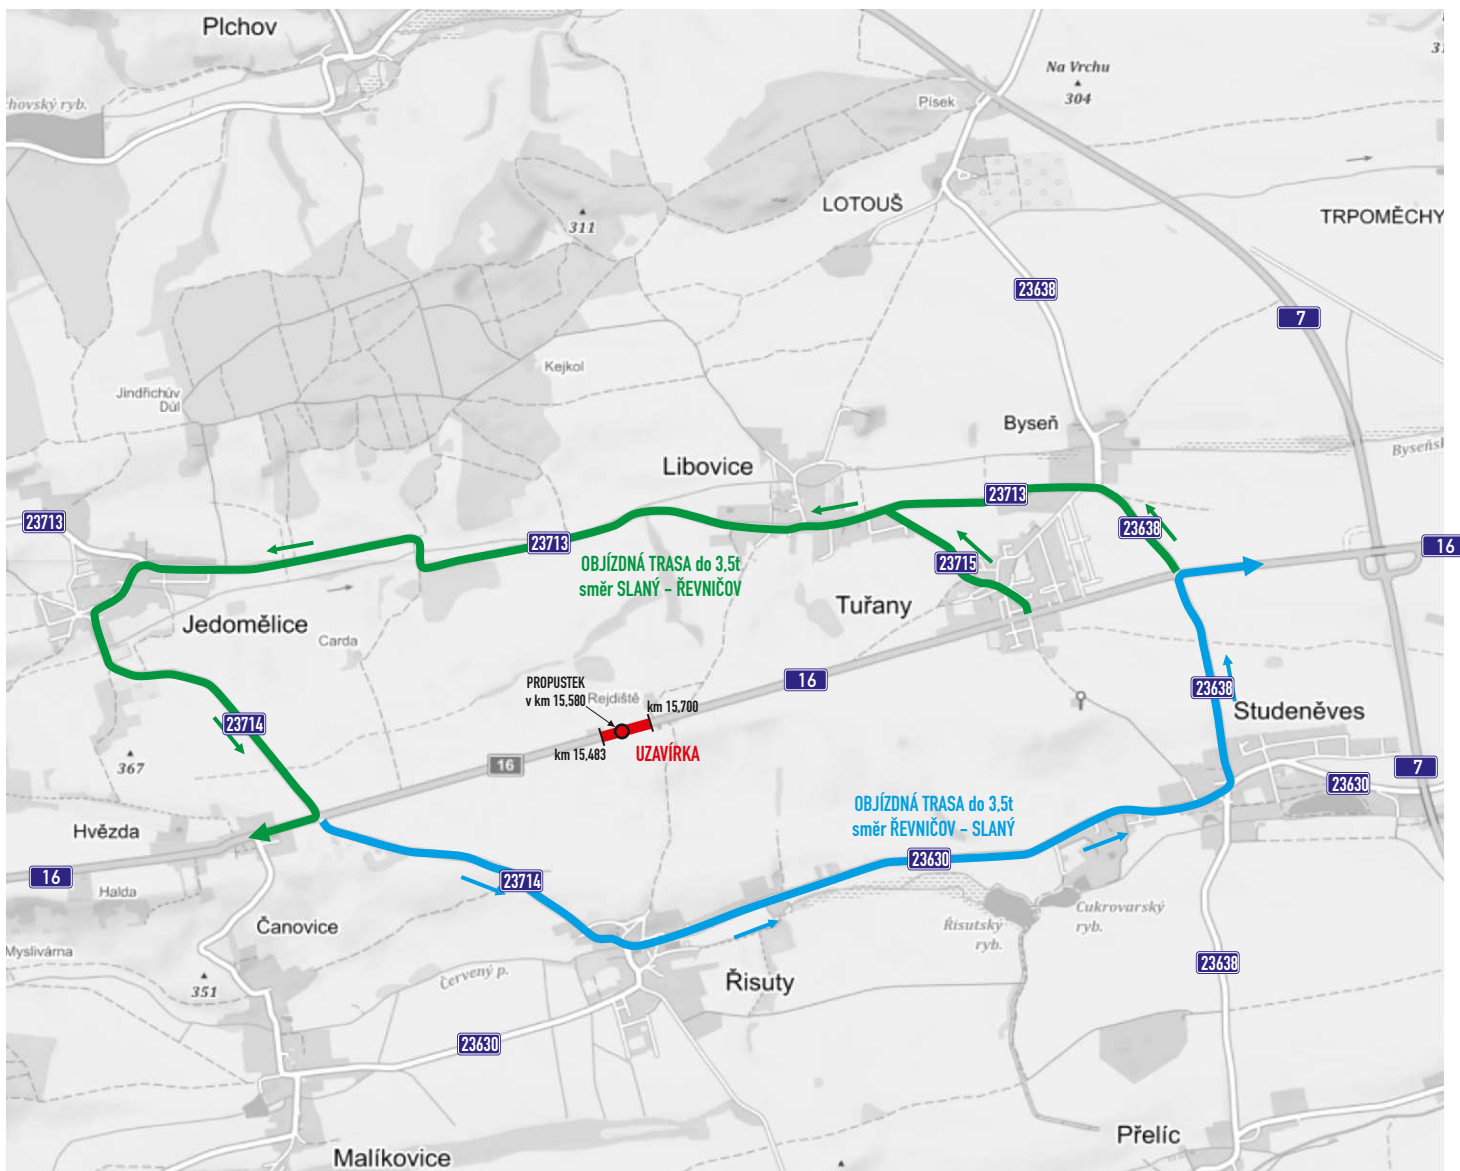 Plchov
Na Vrchu
304
Písek
chovský ryb.
LOTOUŠ
TRPOMĚCHY
311
23638
7
Kejkol
Jindřichův
Důl
Byseň
Byseňsk
Libovice
23713
23713
23638
23713
16
OBJÍZDNÁ TRASA do 3,5t
směr SLANÝ – ŘEVNIČOV
23715
Tuřany
Jedomělice
Carda
PROPUSTEK
v km 15,580
Rejdiště
km 15,700
16
23638
Studeněves
23714
km 15,483
UZAVÍRKA
16
367
7
23630
Hvězda
OBJÍZDNÁ TRASA do 3,5t
směr ŘEVNIČOV – SLANÝ
23630
16
Halda
23714
Čanovice
Cukrovarský
ryb.
Řisutský
ryb.
Myslivárna
351
Červený p.
Řisuty
23638
23630
Přelíc
Malíkovice